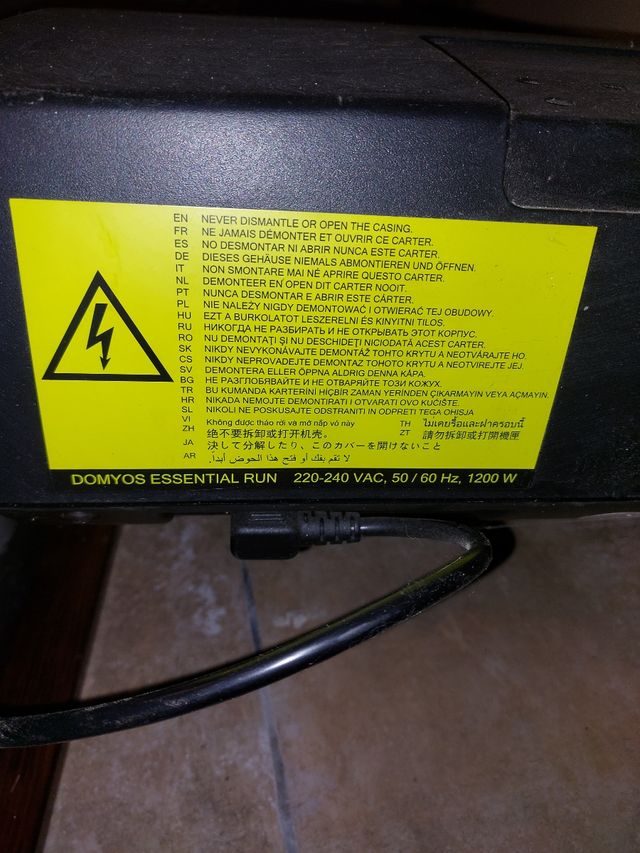 EN NEVER DISMANTLE OR OPEN THE CASING.
FR NE JAMAIS DÉMONTER ET OUVRIR CE CARTER.
ES NO DESMONTAR NI ABRIR NUNCA ESTE CARTER.
DE DIESES GEHÄUSE NIEMALS ABMONTIEREN UND ÖFFNEN.
IT NON SMONTARE MAI NÉ APRIRE QUESTO CARTER.
NL DEMONTEER EN OPEN DIT CARTER NOOIT.
PT NUNCA DESMONTAR E ABRIR ESTE CÁRTER.
PL NIE NALEŻY NIGDY DEMONTOWAĆ I OTWIERAĆ TEJ OBUDOWY.
HU EZT A BURKOLATOT LESZERELNI ÉS KINYITNI TILOS.
RU НИКОГДА НЕ РАЗБИРАТЬ И НЕ ОТКРЫВАТЬ ЭТОТ КОРПУС.
RO NU DEMONTAŢI ŞI NU DESCHIDEŢI NICIODATĂ ACEST CARTER.
SK NIKDY NEVYKONÁVAJTE DEMONTÁŽ TOHTO KRYTU A NEOTVÁRAJTE HO.
CS NIKDY NEPROVÁDEJTE DEMONTAZ TOHOTO KRYTU A NEOTVIREJTE JEJ.
SV DEMONTERA ELLER ÖPPNA ALDRIG DENNA KÅPA.
BG НЕ РАЗГЛОБЯВАЙТЕ И НЕ ОТВАРЯЙТЕ ТОЗИ КОЖУХ.
TR BU KUMANDA KARTERİNİ HİÇBİR ZAMAN YERİNDEN ÇIKARMAYIN VEYA AÇMAYIN.
HR NIKADA NEMOJTE DEMONTIRATI I OTVARATI OVO KUĆIŠTE.
SL NIKOLI NE POSKUSAJTE ODSTRANITI IN ODPRETI TEGA OHISJA
VI Không được tháo rời và mở nắp vỏ này TH ไม่เคยรื้อและฝาครอบนี้
ZH 绝不要拆卸或打开机壳。 ZT 請勿拆卸或打開機匣
JA 決して分解したり、このカバーを開けないこと
AR لا تقم بفك أو فتح هذا الحوض أبدا.
DOMYOS ESSENTIAL RUN 220-240 VAC, 50 / 60 Hz, 1200 W